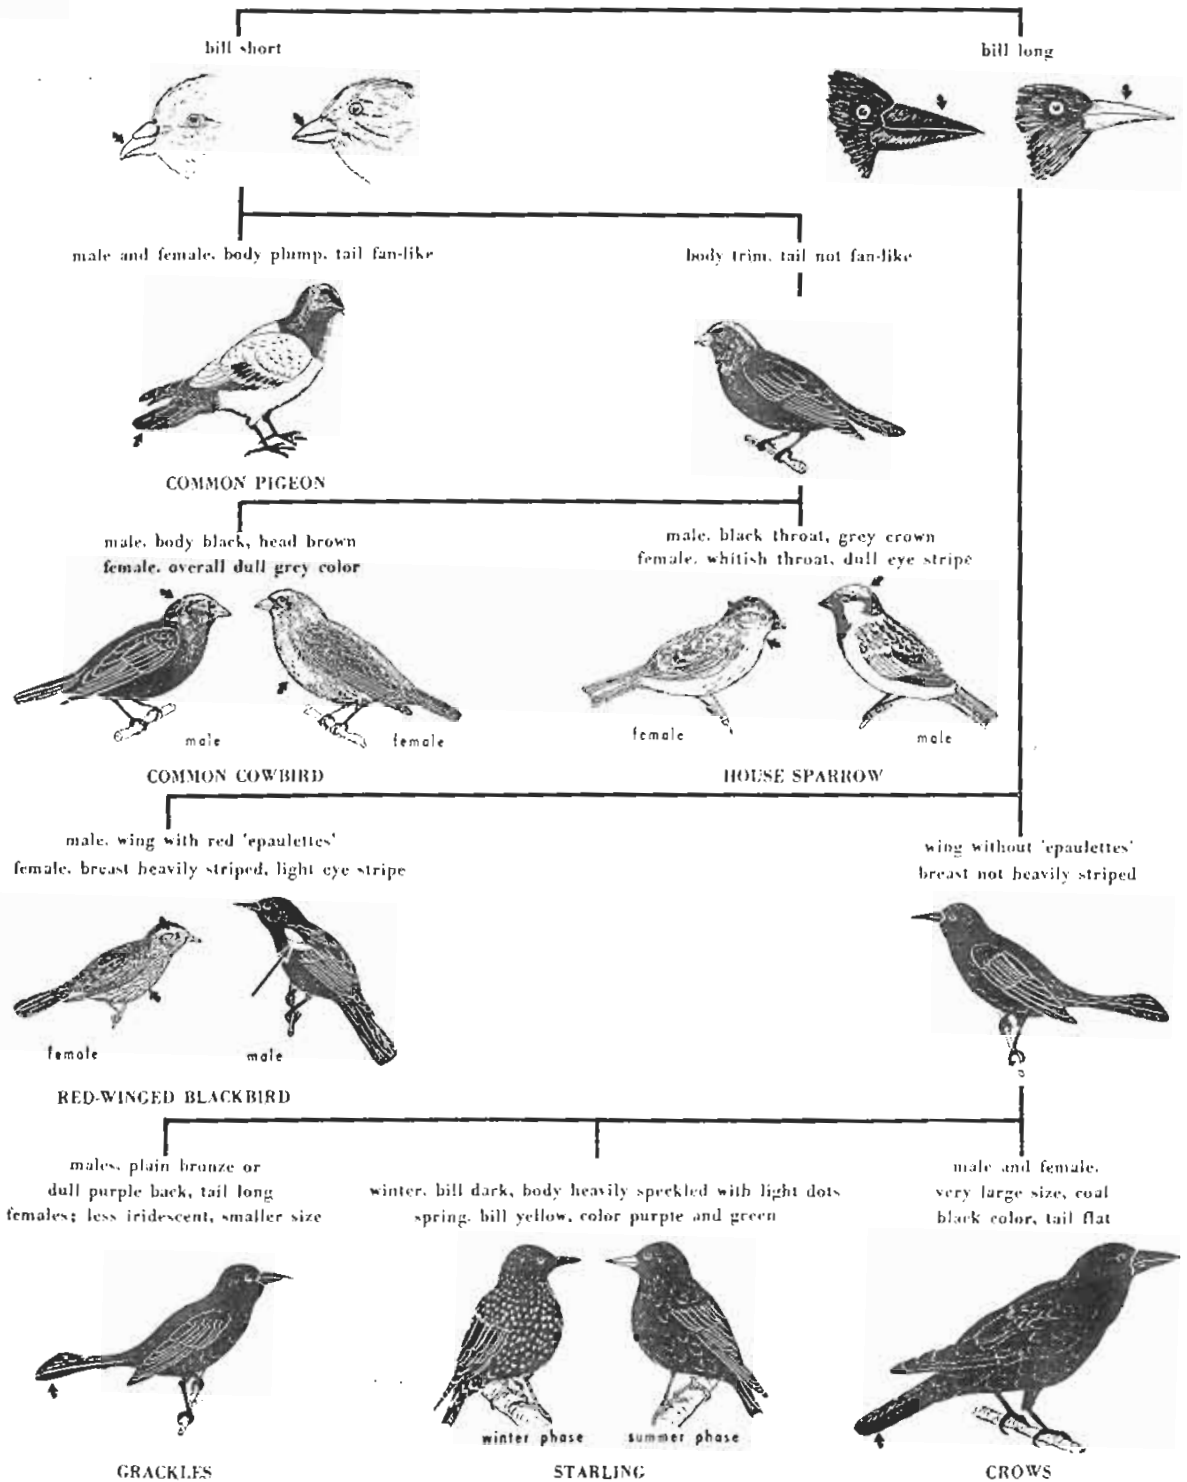 bill short
bill long
male and female. body plump. tail fan-like
body trim. tail not fan-like
COMMON PIGEON
male. body black, head brown
female. overall dull grey color
male. black throat, grey crown
female. whitish throat, dull eye stripe
male
female
female
male
COMMON COWBIRD
HOUSE SPARROW
male. wing with red 'epaulettes'
female. breast heavily striped, light eye stripe
wing without 'epaulettes'
breast not heavily striped
female
male
RED-WINGED BLACKBIRD
males. plain bronze or
dull purple back, tail long
females; less iridescent, smaller size
winter. bill dark, body heavily speckled with light dots
spring. bill yellow, color purple and green
male and female.
very large size, coal
black color, tail flat
winter phase
summer phase
GRACKLES
STARLING
CROWS